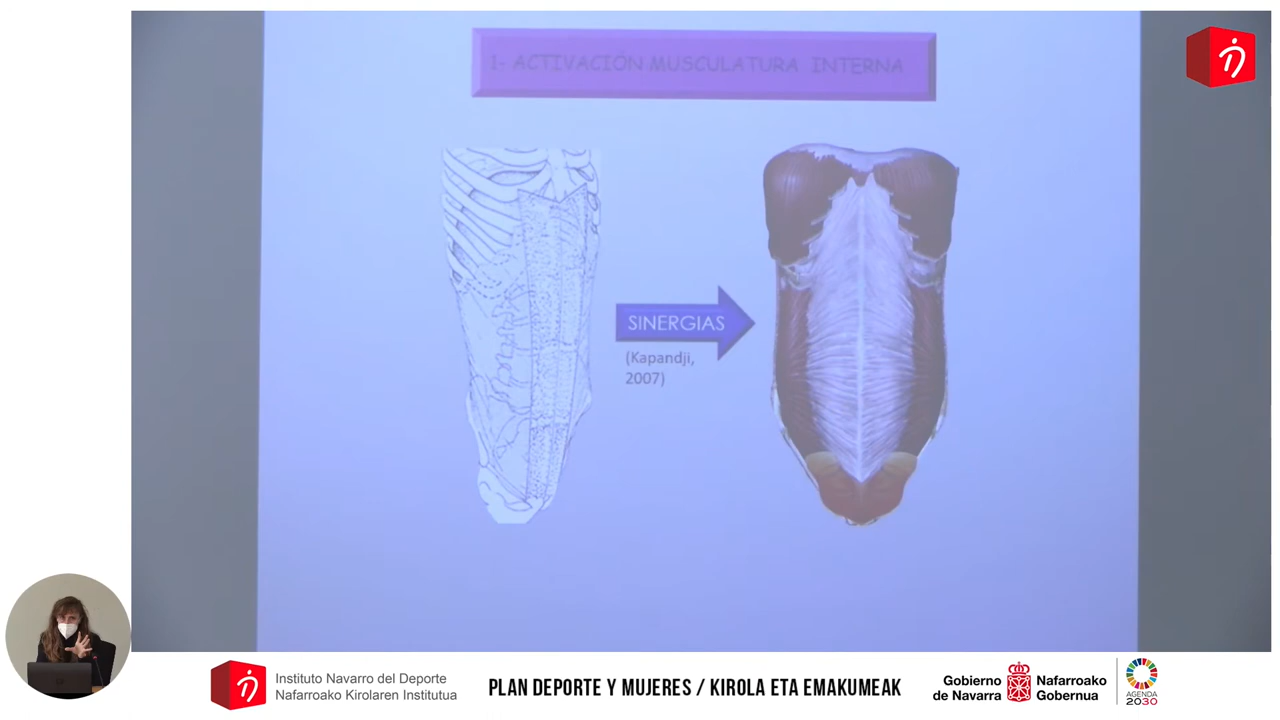 1- ACTIVACIÓN MUSCULATURA INTERNA
SINERGIAS
(Kapandji,
2007)
Instituto Navarro del Deporte
Nafarroako Kirolaren Institutua
PLAN DEPORTE Y MUJERES / KIROLA ETA EMAKUMEAK
Gobierno
de Navarra
Nafarroako
Gobernua
AGENDA
2030